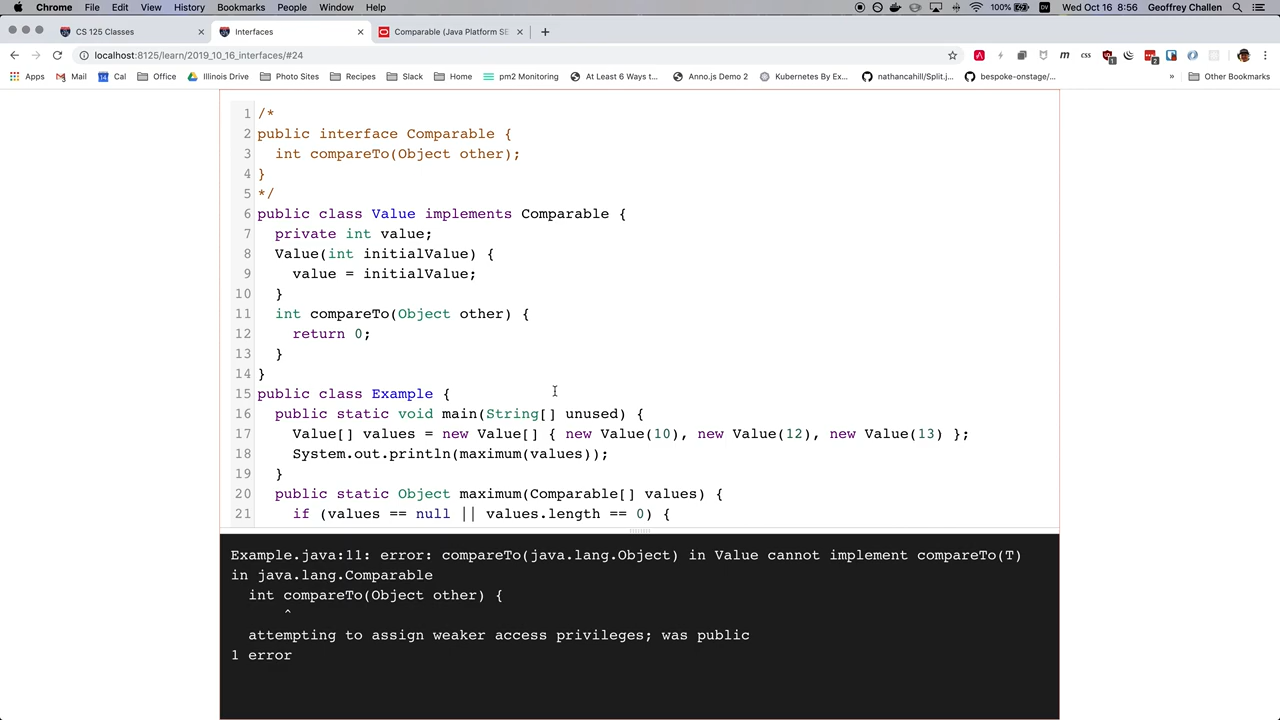 Chrome File Edit View History Bookmarks People Window Help 100% DV Wed Oct 16 8:56 Geoffrey Challen
CS 125 Classes Interfaces Comparable (Java Platform SE
localhost:8125/learn/2019_10_16_interfaces/#24
Apps Mail Cal Office Illinois Drive Photo Sites Recipes Slack Home pm2 Monitoring At Least 6 Ways t... Anno.js Demo 2 Kubernetes By Ex... nathancahill/Split.j... bespoke-onstage/... » Other Bookmarks
1 /*
2 public interface Comparable {
3   int compareTo(Object other);
4 }
5 */
6 public class Value implements Comparable {
7   private int value;
8   Value(int initialValue) {
9     value = initialValue;
10   }
11   int compareTo(Object other) {
12     return 0;
13   }
14 }
15 public class Example {
16   public static void main(String[] unused) {
17     Value[] values = new Value[] { new Value(10), new Value(12), new Value(13) };
18     System.out.println(maximum(values));
19   }
20   public static Object maximum(Comparable[] values) {
21     if (values == null || values.length == 0) {
Example.java:11: error: compareTo(java.lang.Object) in Value cannot implement compareTo(T)
in java.lang.Comparable
  int compareTo(Object other) {
      ^
  attempting to assign weaker access privileges; was public
1 error